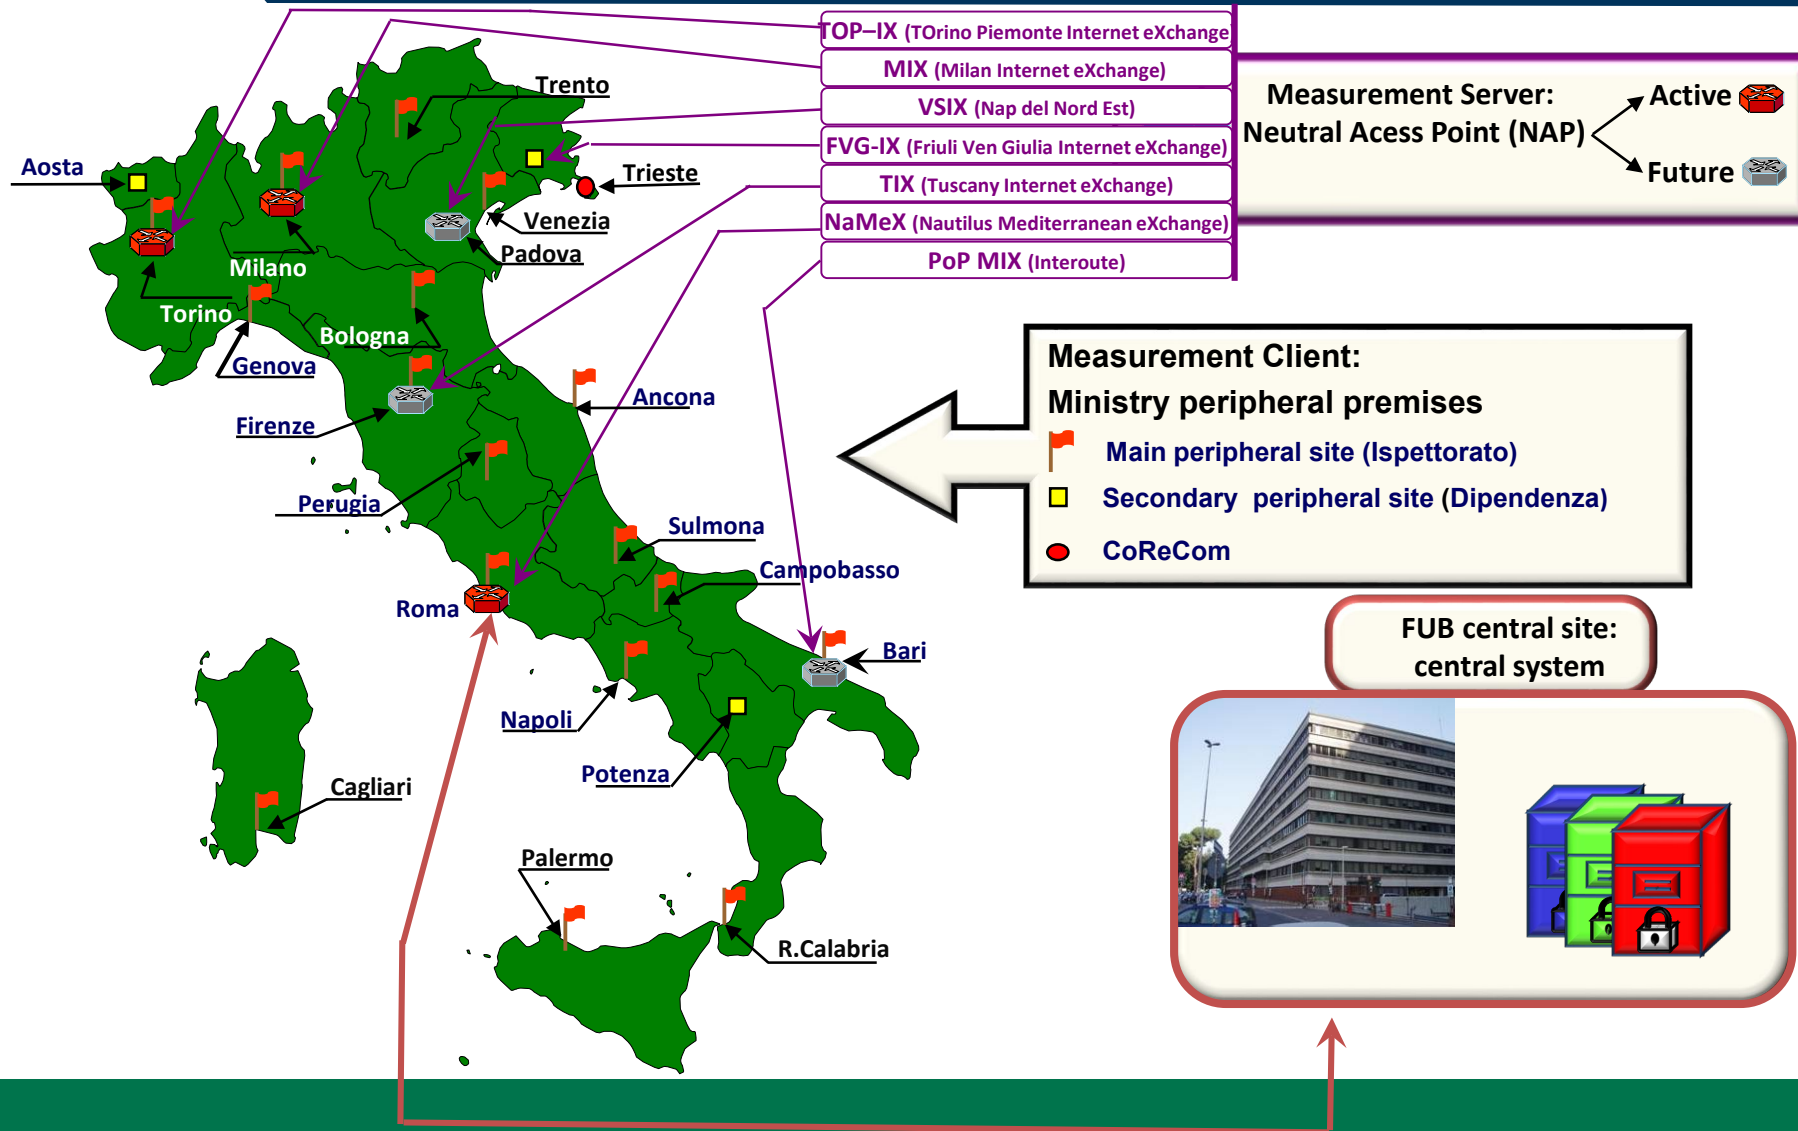 TOP–IX (TOrino Piemonte Internet eXchange
MIX (Milan Internet eXchange)
VSIX (Nap del Nord Est)
FVG-IX (Friuli Ven Giulia Internet eXchange)
TIX (Tuscany Internet eXchange)
NaMeX (Nautilus Mediterranean eXchange)
PoP MIX (Interoute)
Measurement Server:
Neutral Acess Point (NAP)
Active
Future
Trento
Aosta
Trieste
Venezia
Padova
Milano
Torino
Bologna
Genova
Firenze
Ancona
Perugia
Sulmona
Campobasso
Roma
Bari
Napoli
Potenza
Cagliari
Palermo
R.Calabria
Measurement Client:
Ministry peripheral premises
Main peripheral site (Ispettorato)
Secondary peripheral site (Dipendenza)
CoReCom
FUB central site:
central system